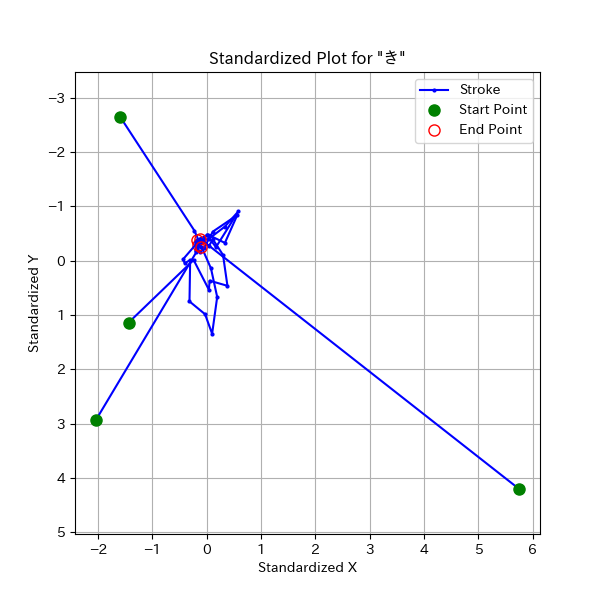 Standardized Plot for "き"
Stroke
Start Point
End Point
Standardized Y
−3
−2
−1
0
1
2
3
4
5
−2 −1 0 1 2 3 4 5 6
Standardized X